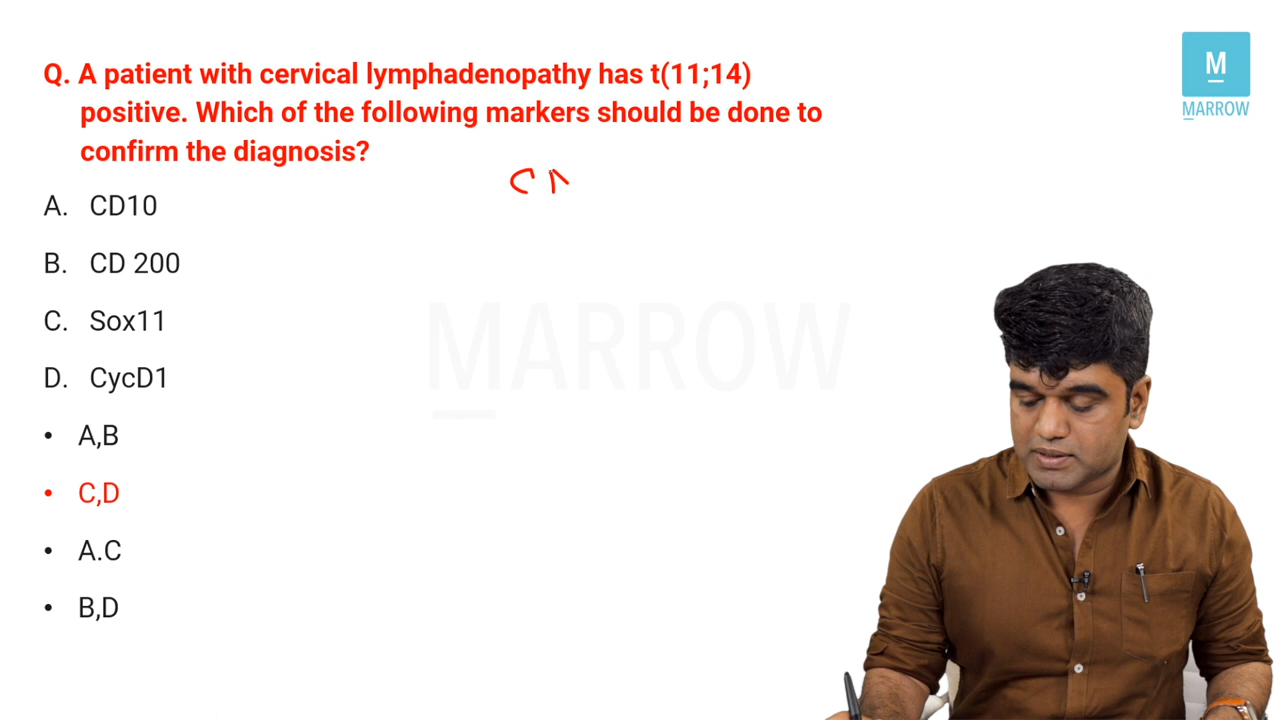 Q. A patient with cervical lymphadenopathy has t(11;14)
positive. Which of the following markers should be done to
confirm the diagnosis?
A. CD10
B. CD 200
C. Sox11
D. CycD1
• A,B
• C,D
• A.C
• B,D
M
MARROW
MARROW